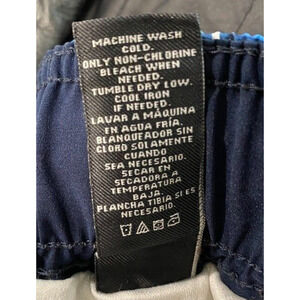 MACHINE WASH
COLD.
ONLY NON-CHLORINE
BLEACH WHEN
NEEDED.
TUMBLE DRY LOW.
COOL IRON
IF NEEDED.
LAVAR A MÁQUINA
EN AGUA FRÍA.
BLANQUEADOR SIN
CLORO SOLAMENTE
CUANDO
SEA NECESARIO.
SECAR EN
SECADORA A
TEMPERATURA
BAJA.
PLANCHA TIBIA SI ES
NECESARIO.